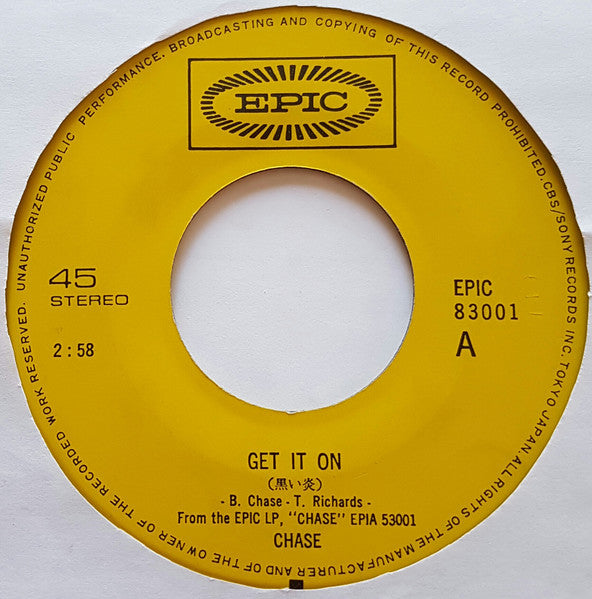 UNAUTHORIZED PUBLIC PERFORMANCE, BROADCASTING AND COPYING OF THIS RECORD PROHIBITED. CBS/SONY RECORDS INC. TOKYO JAPAN. ALL RIGHTS OF THE MANUFACTURER AND OF THE OWNER OF THE RECORDED WORK RESERVED.
EPIC
45
STEREO
2:58
EPIC
83001
A
GET IT ON
(黒い炎)
- B. Chase - T. Richards -
From the EPIC LP, "CHASE" EPIA 53001
CHASE